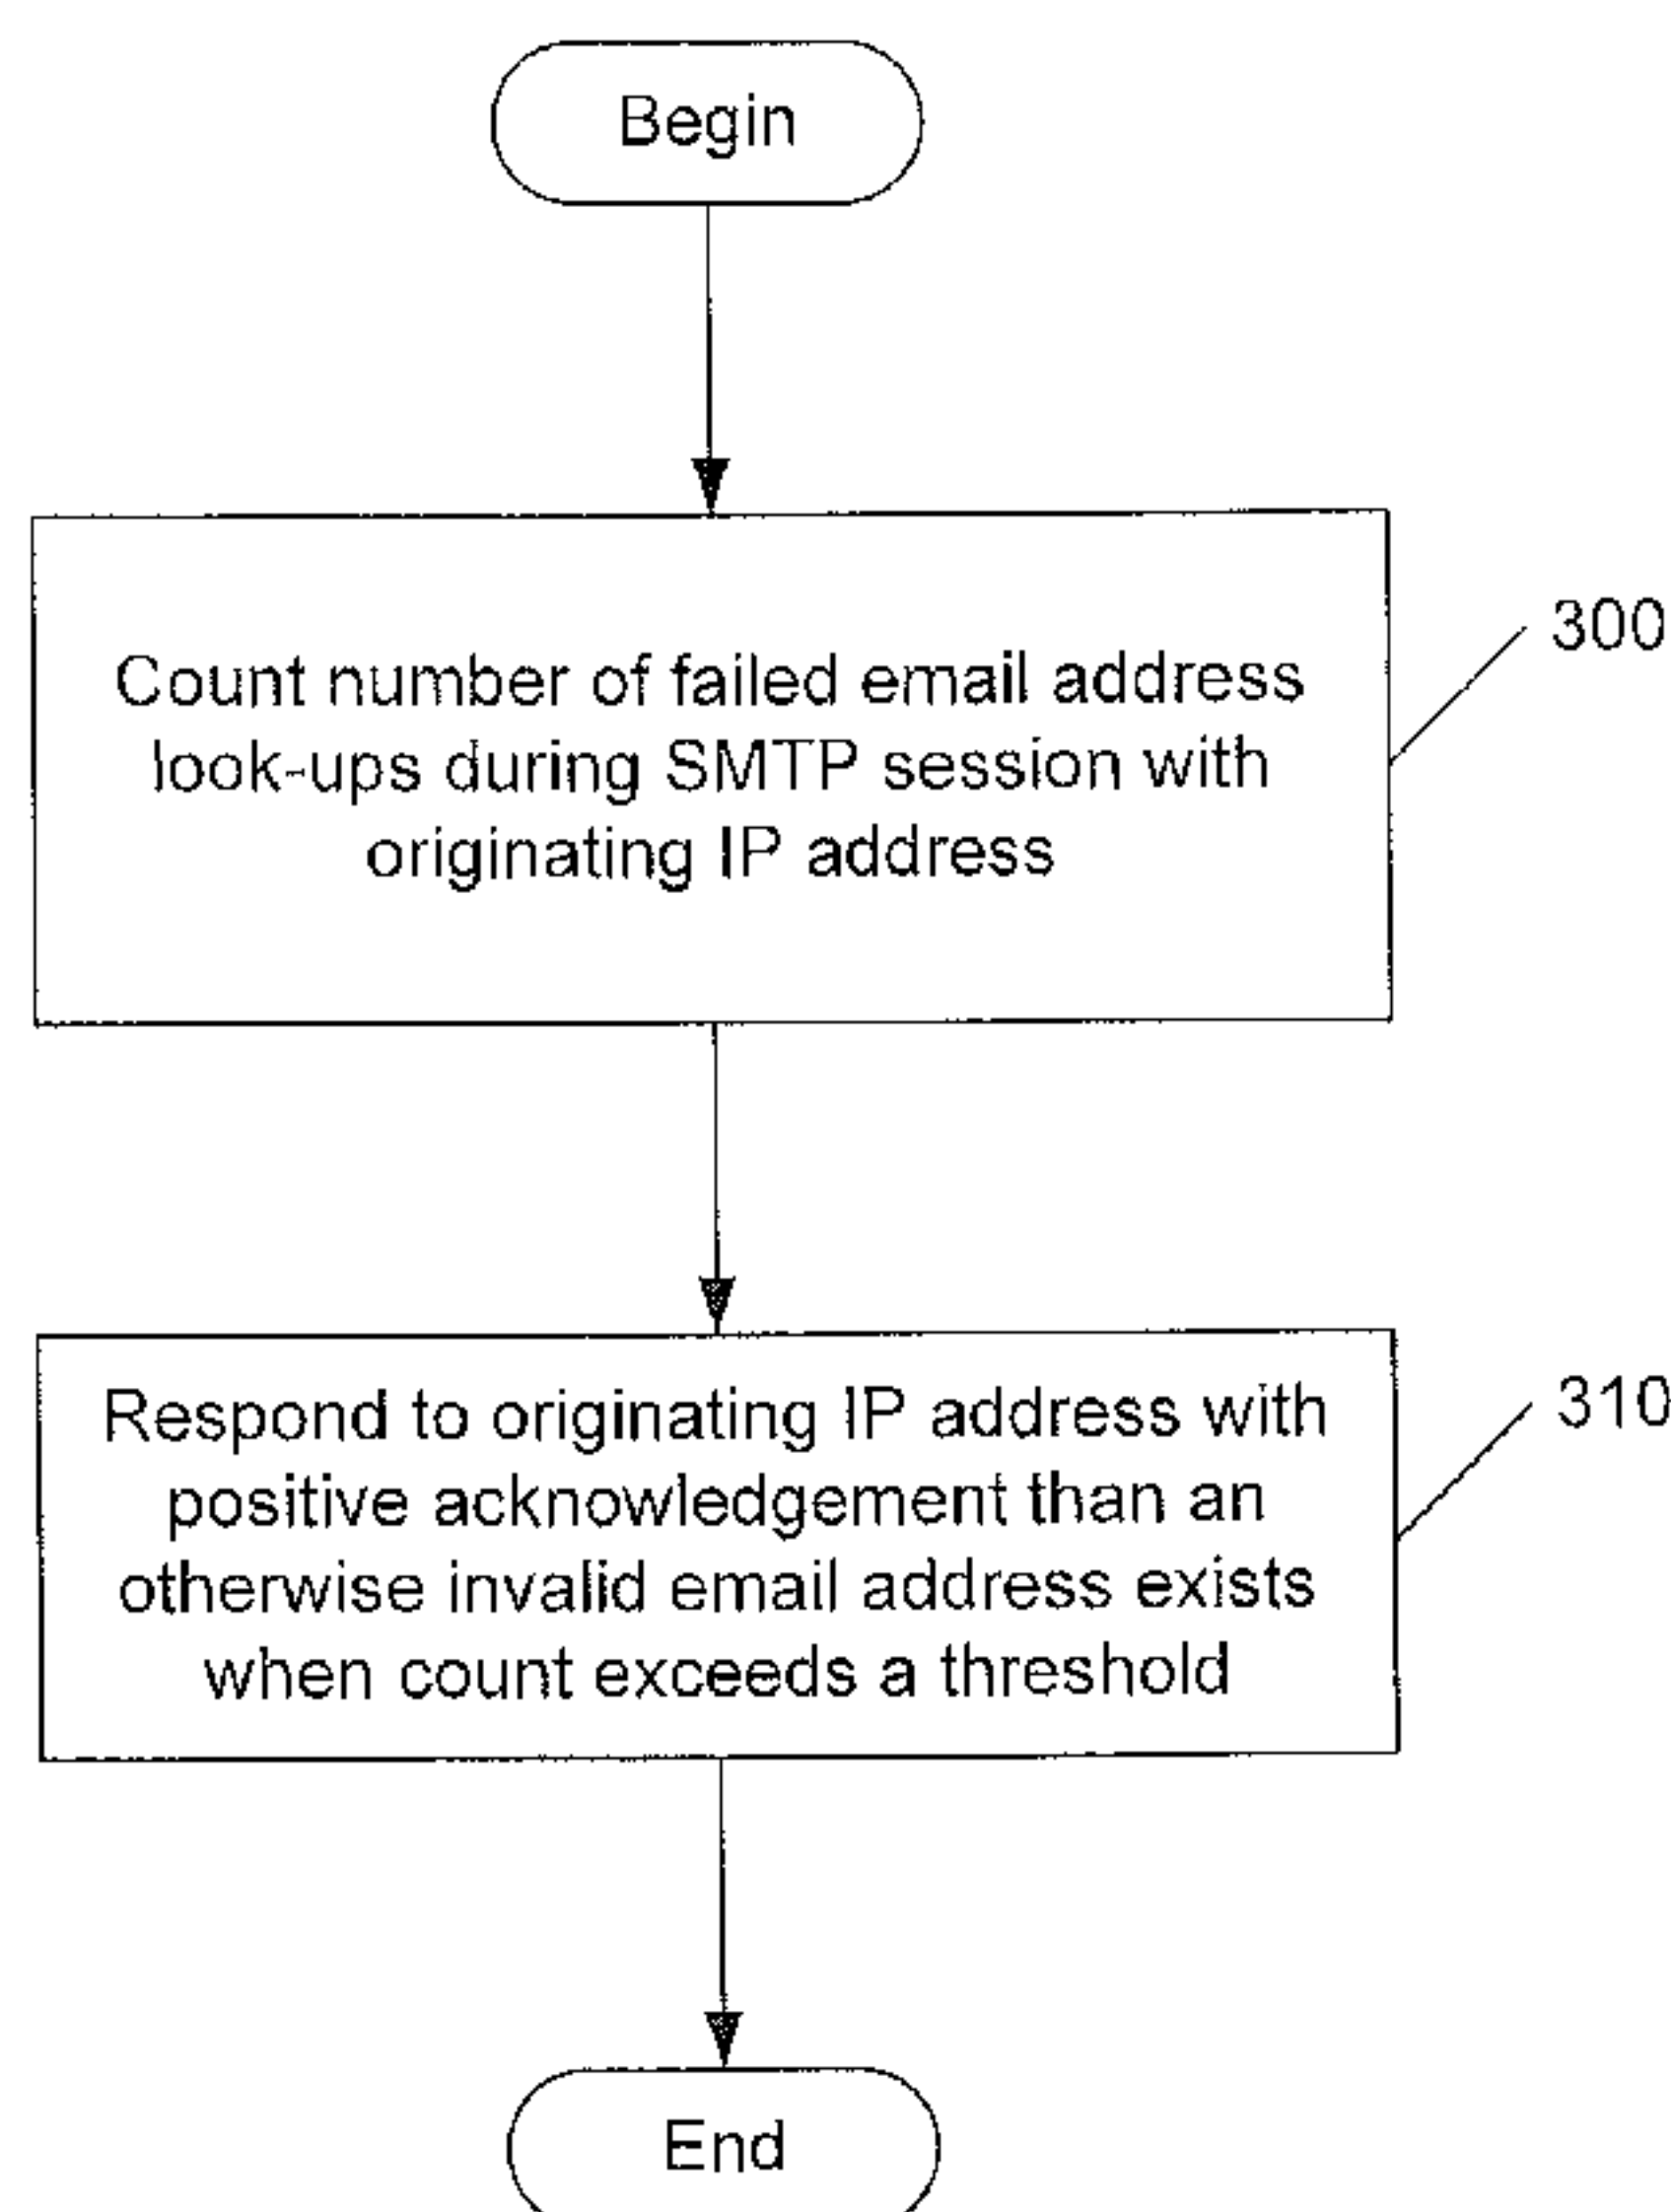 Begin
Count number of failed email address
look-ups during SMTP session with
originating IP address
300
Respond to originating IP address with
positive acknowledgement than an
otherwise invalid email address exists
when count exceeds a threshold
310
End